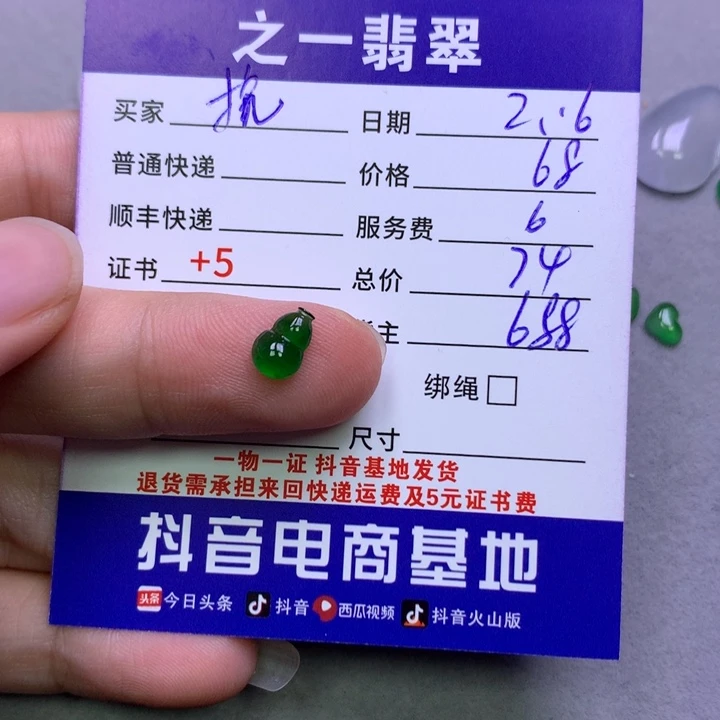 之一翡翠
买家 日期 2.6
普通快递 价格 68
顺丰快递 服务费 6
证书 +5 总价 74
主 688
绑绳
尺寸
一物一证 抖音基地发货
退货需承担来回快递运费及5元证书费
抖音电商基地
头条 今日头条 抖音 西瓜视频 抖音火山版